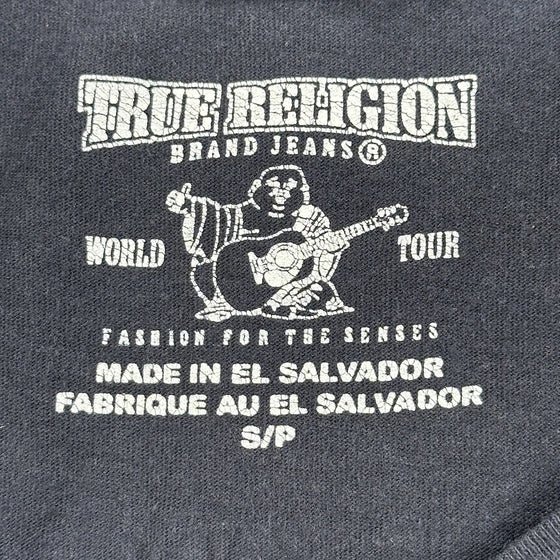 TRUE RELIGION
BRAND JEANS®
WORLD TOUR
FASHION FOR THE SENSES
MADE IN EL SALVADOR
FABRIQUE AU EL SALVADOR
S/P